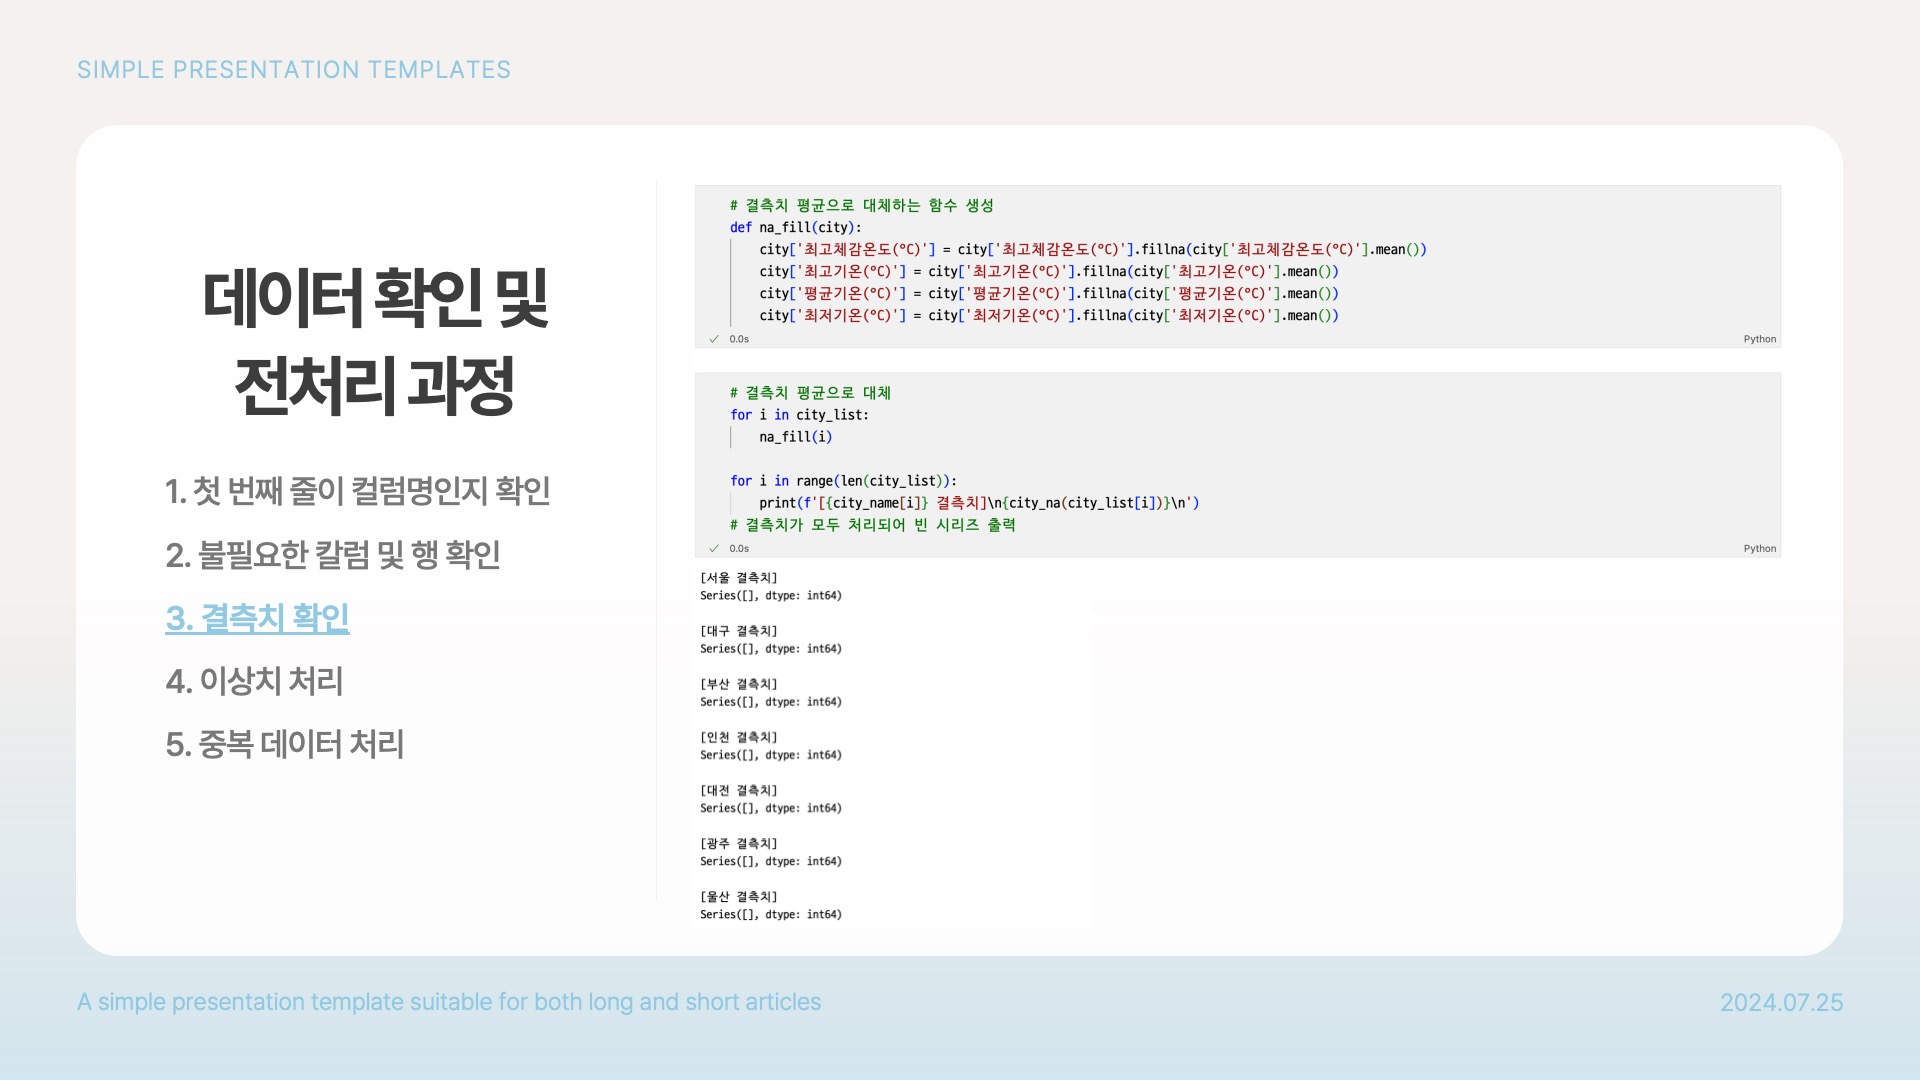 SIMPLE PRESENTATION TEMPLATES
데이터 확인 및
전처리 과정
1. 첫 번째 줄이 컬럼명인지 확인
2. 불필요한 칼럼 및 행 확인
3. 결측치 확인
4. 이상치 처리
5. 중복 데이터 처리
# 결측치 평균으로 대체하는 함수 생성
def na_fill(city):
    city['최고체감온도(°C)'] = city['최고체감온도(°C)'].fillna(city['최고체감온도(°C)'].mean())
    city['최고기온(°C)'] = city['최고기온(°C)'].fillna(city['최고기온(°C)'].mean())
    city['평균기온(°C)'] = city['평균기온(°C)'].fillna(city['평균기온(°C)'].mean())
    city['최저기온(°C)'] = city['최저기온(°C)'].fillna(city['최저기온(°C)'].mean())
✓ 0.0s Python
# 결측치 평균으로 대체
for i in city_list:
    na_fill(i)
for i in range(len(city_list)):
    print(f'[{city_name[i]} 결측치]\n{city_na(city_list[i])}\n')
# 결측치가 모두 처리되어 빈 시리즈 출력
✓ 0.0s Python
[서울 결측치]
Series([], dtype: int64)
[대구 결측치]
Series([], dtype: int64)
[부산 결측치]
Series([], dtype: int64)
[인천 결측치]
Series([], dtype: int64)
[대전 결측치]
Series([], dtype: int64)
[광주 결측치]
Series([], dtype: int64)
[울산 결측치]
Series([], dtype: int64)
A simple presentation template suitable for both long and short articles
2024.07.25